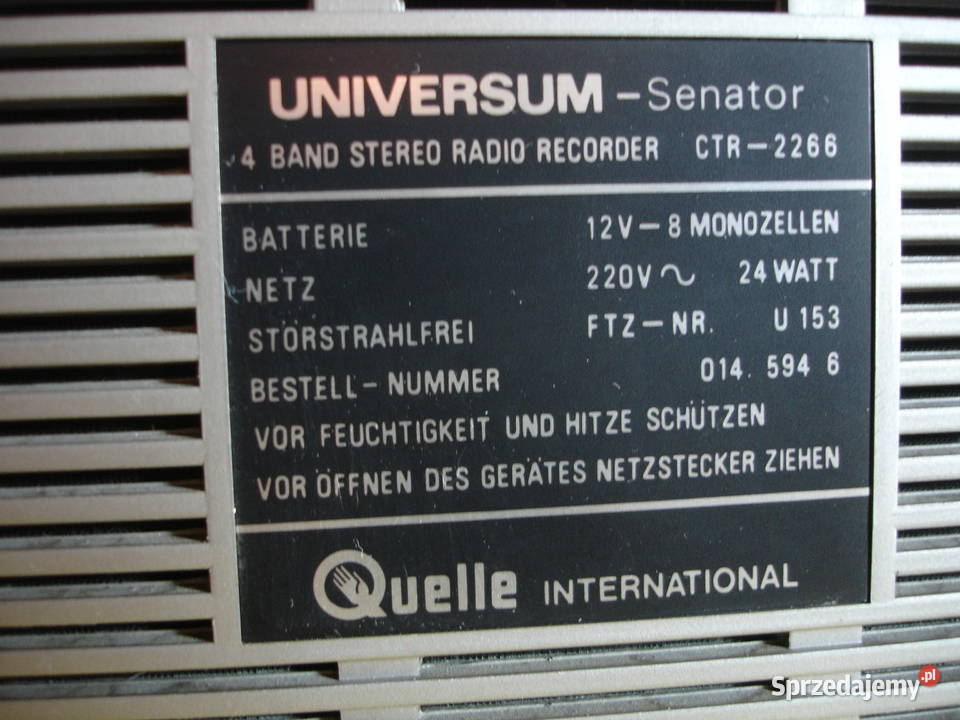 UNIVERSUM – Senator
4 BAND STEREO RADIO RECORDER CTR – 2266
BATTERIE 12V – 8 MONOZELLEN
NETZ 220V ~ 24 WATT
STÖRSTRAHLFREI FTZ – NR. U 153
BESTELL – NUMMER 014. 594 6
VOR FEUCHTIGKEIT UND HITZE SCHÜTZEN
VOR ÖFFNEN DES GERÄTES NETZSTECKER ZIEHEN
Quelle INTERNATIONAL
Sprzedajemy.pl